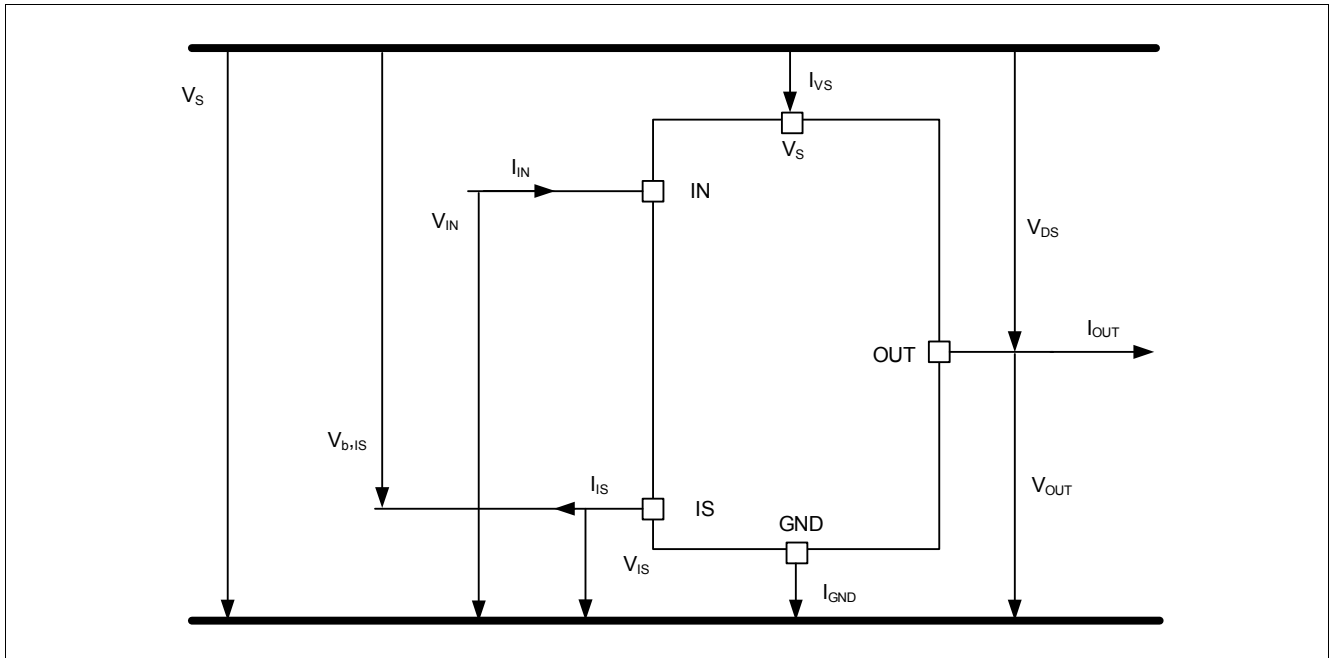 I_VS
V_S
V_S
I_IN
IN
V_IN
V_DS
I_OUT
OUT
V_b,IS
I_IS
V_OUT
IS
GND
V_IS
I_GND